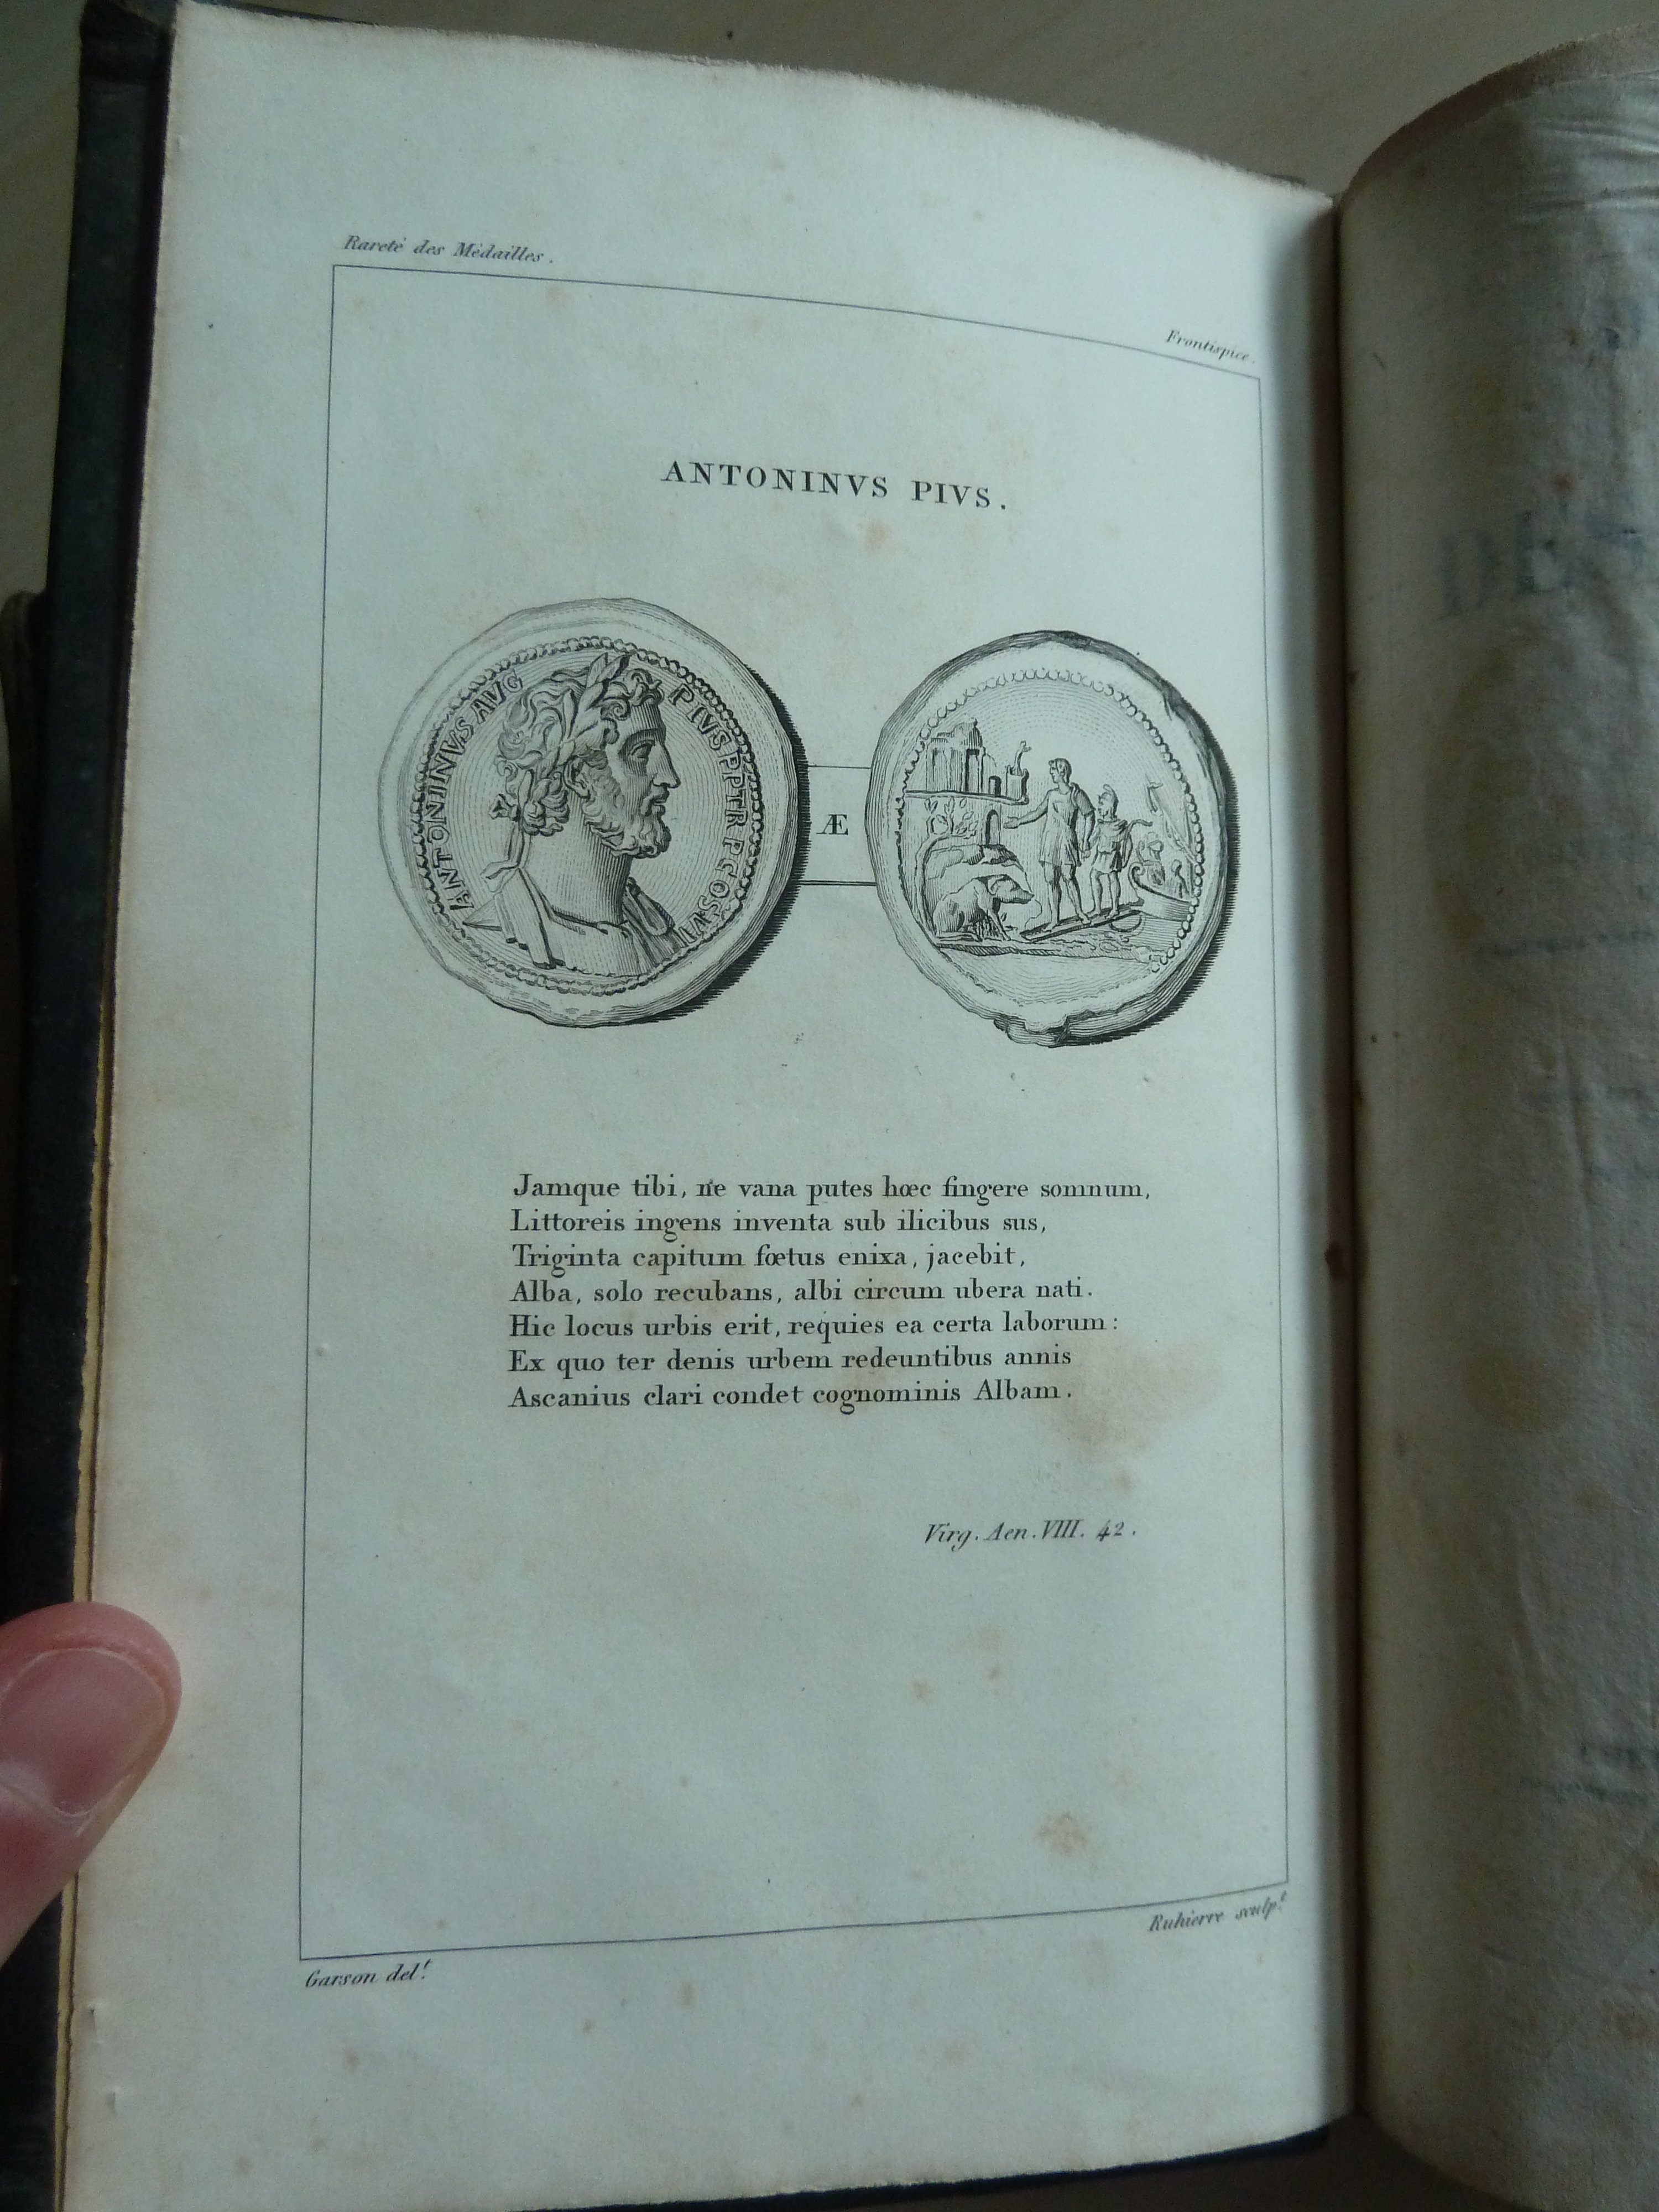 Rareté des Médailles.
Frontispice.
ANTONINVS PIVS.
ANTONINVS AVG PIVS PP TR P COS III
Æ
Jamque tibi, ne vana putes hœc fingere somnum,
Littoreis ingens inventa sub ilicibus sus,
Triginta capitum fœtus enixa, jacebit,
Alba, solo recubans, albi circum ubera nati.
Hic locus urbis erit, requies ea certa laborum:
Ex quo ter denis urbem redeuntibus annis
Ascanius clari condet cognominis Albam.
Virg. Aen. VIII. 42.
Garson del.t
Ruhierre sculp.t